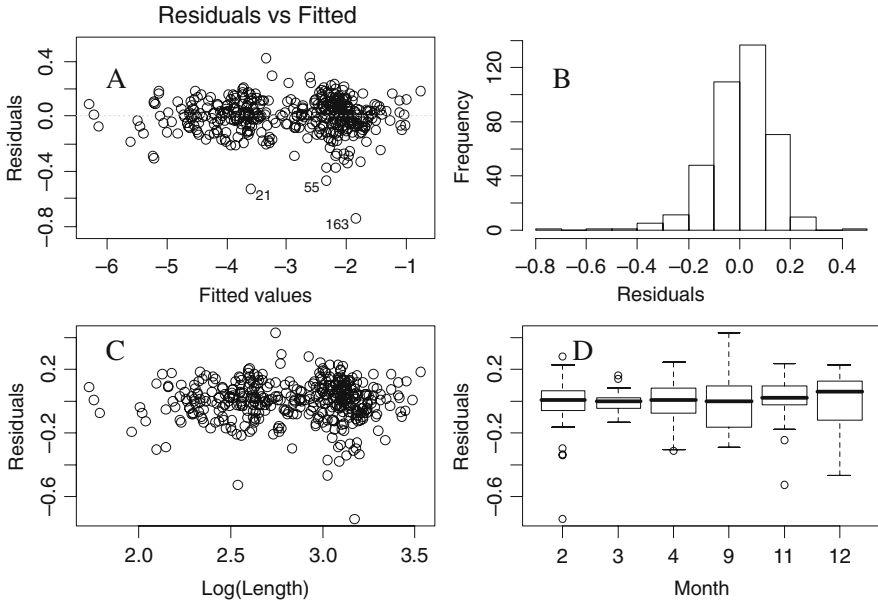 Residuals vs Fitted
A
Residuals
0.4
0.0
−0.4
−0.8
21
55
163
−6 −5 −4 −3 −2 −1
Fitted values
B
Frequency
120
80
40
0
−0.8 −0.4 −0.2 0.0 0.2 0.4
Residuals
C
Residuals
0.2
−0.2
−0.6
2.0 2.5 3.0 3.5
Log(Length)
D
Residuals
0.2
−0.2
−0.6
2 3 4 9 11 12
Month